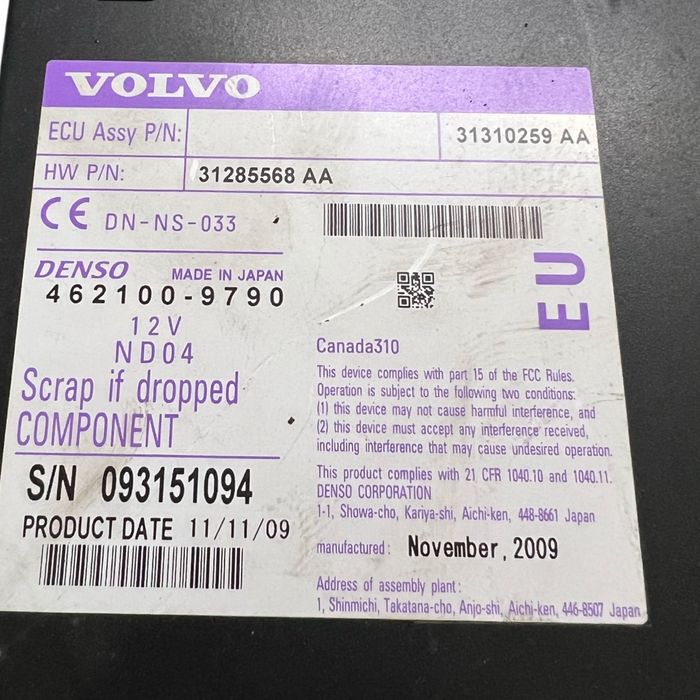 VOLVO
ECU Assy P/N: 31310259 AA
HW P/N: 31285568 AA
CE DN-NS-033
EU
DENSO MADE IN JAPAN
462100-9790
12V
ND04
Scrap if dropped
COMPONENT
S/N 093151094
PRODUCT DATE 11/11/09
Canada310
This device complies with part 15 of the FCC Rules.
Operation is subject to the following two conditions:
(1) this device may not cause harmful interference, and
(2) this device must accept any interference received,
including interference that may cause undesired operation.
This product complies with 21 CFR 1040.10 and 1040.11.
DENSO CORPORATION
1-1, Showa-cho, Kariya-shi, Aichi-ken, 448-8661 Japan
manufactured: November, 2009
Address of assembly plant:
1, Shinmichi, Takatana-cho, Anjo-shi, Aichi-ken, 446-8507 Japan